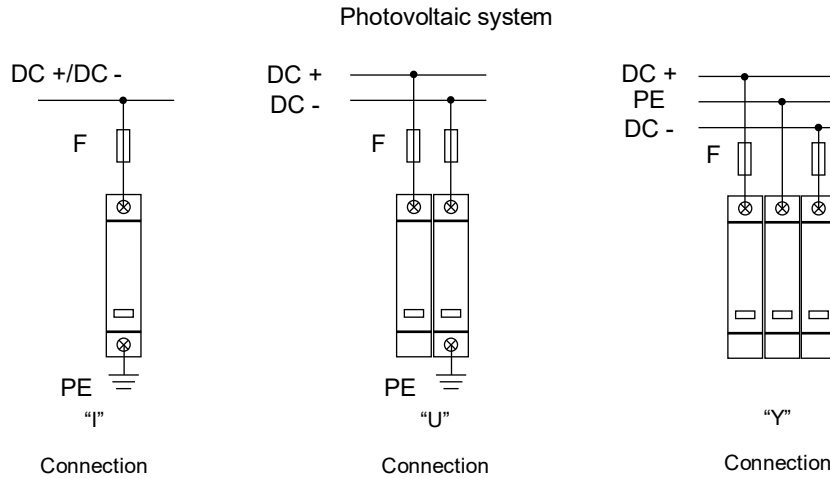 Photovoltaic system
DC +/DC -
F
PE
“I”
Connection
DC +
DC -
F
PE
“U”
Connection
DC +
PE
DC -
F
“Y”
Connection